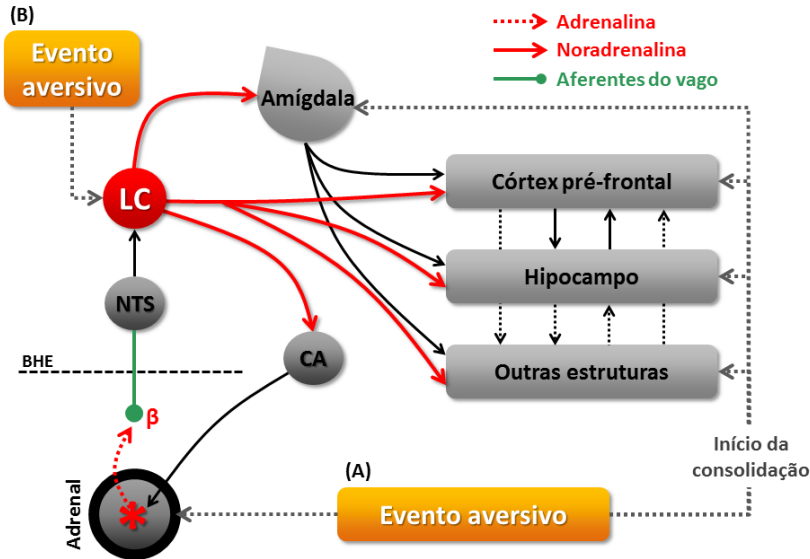 (B)
Evento
aversivo
Adrenalina
Noradrenalina
Aferentes do vago
Amígdala
LC
Córtex pré-frontal
Hipocampo
NTS
CA
Outras estruturas
BHE
β
Início da
consolidação
(A)
Adrenal
*
Evento aversivo